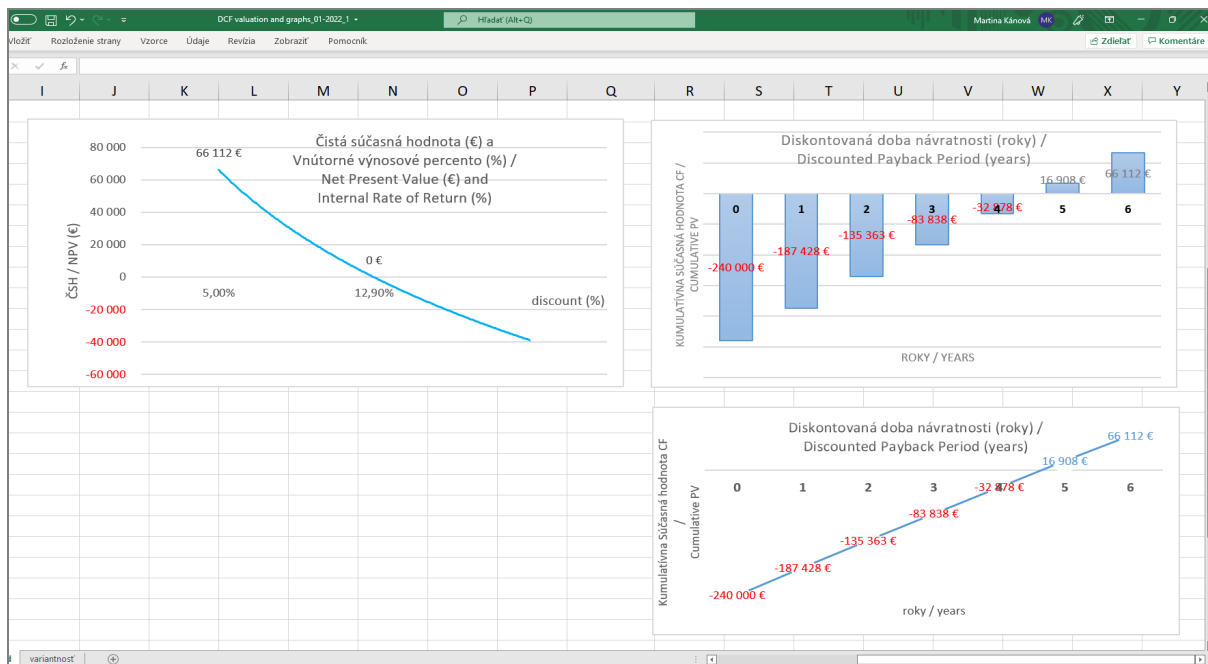 DCF valuation and graphs_01-2022_1
Hľadať (Alt+Q)
Martina Kánová
MK
Vložiť Rozloženie strany Vzorce Údaje Revízia Zobraziť Pomocník
Zdieľať Komentáre
fx
I J K L M N O P Q R S T U V W X Y
Čistá súčasná hodnota (€) a
Vnútorné výnosové percento (%) /
Net Present Value (€) and
Internal Rate of Return (%)
ČSH / NPV (€)
80 000
60 000
40 000
20 000
0
-20 000
-40 000
-60 000
66 112 €
0 €
5,00%
12,90%
discount (%)
Diskontovaná doba návratnosti (roky) /
Discounted Payback Period (years)
KUMULATÍVNA SÚČASNÁ HODNOTA CF /
CUMULATIVE PV
0 1 2 3 4 5 6
-240 000 €
-187 428 €
-135 363 €
-83 838 €
-32 878 €
16 908 €
66 112 €
ROKY / YEARS
Diskontovaná doba návratnosti (roky) /
Discounted Payback Period (years)
Kumulatívna Súčasná hodnota CF
/
Cumulative PV
0 1 2 3 4 5 6
-240 000 €
-187 428 €
-135 363 €
-83 838 €
-32 878 €
16 908 €
66 112 €
roky / years
variantnosť